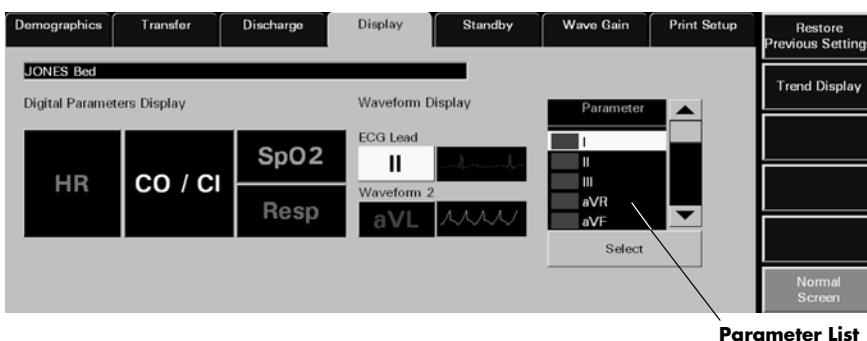 Demographics
Transfer
Discharge
Display
Standby
Wave Gain
Print Setup
Restore
Previous Setting
JONES Bed
Trend Display
Digital Parameters Display
Waveform Display
Parameter
ECG Lead
HR
CO / CI
SpO2
Resp
II
Waveform 2
aVL
I
II
III
aVR
aVF
Select
Normal
Screen
Parameter List